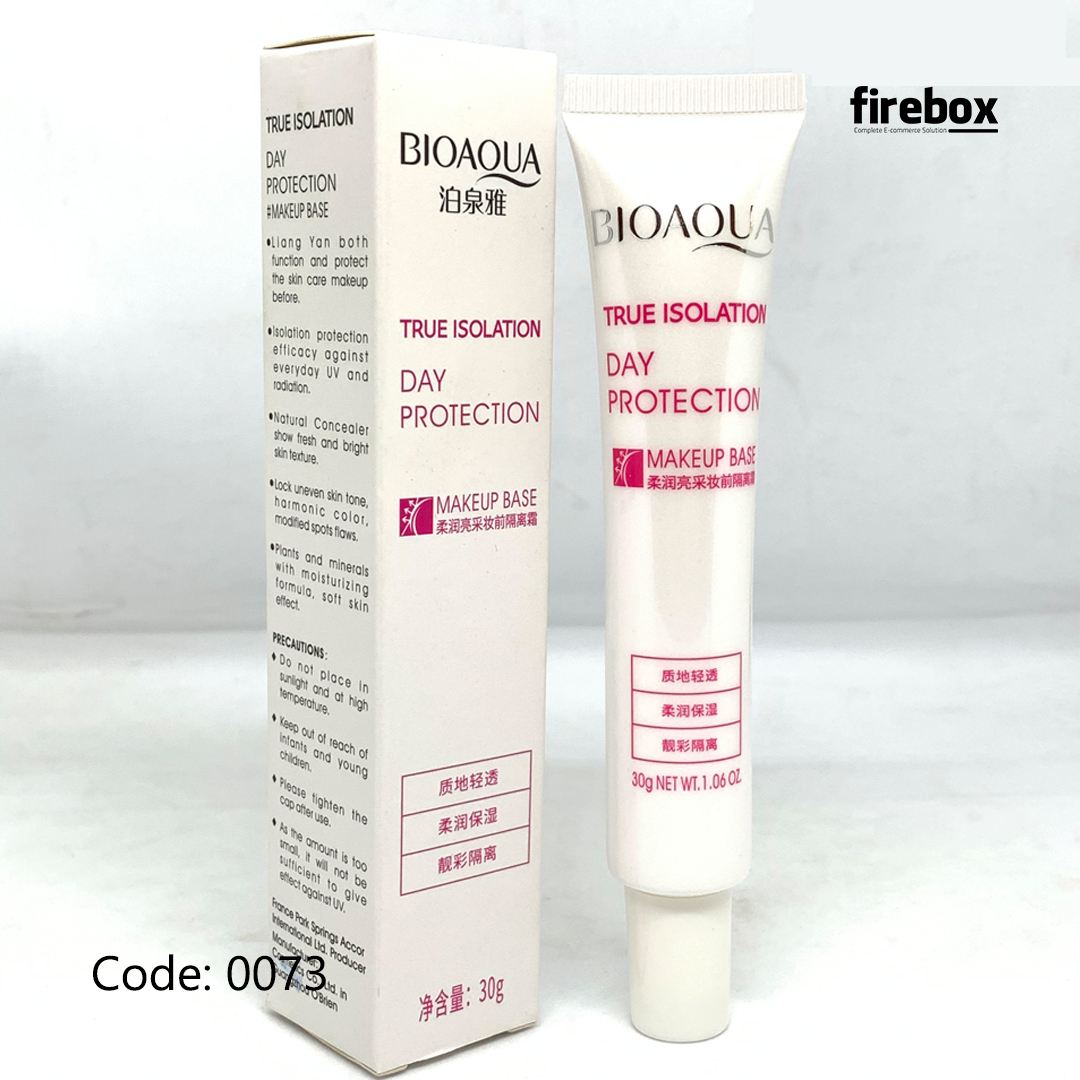 TRUE ISOLATION
DAY
PROTECTION
#MAKEUP BASE
•Liang Yan both
function and protect
the skin care makeup
before.
•Isolation protection
efficacy against
everyday UV and
radiation.
•Natural Concealer
show fresh and bright
skin texture.
•Lock uneven skin tone,
harmonic color,
modified spots flaws.
•Plants and minerals
with moisturizing
formula, soft skin
effect.
PRECAUTIONS:
♦ Do not place in
sunlight and at high
temperature.
♦ Keep out of reach of
infants and young
children.
♦ Please tighten the
cap after use.
♦ As the amount is too
small, it will not be
sufficient to give
effect against UV.
France Park Springs Accor
International Ltd. Producer
Manufacturer:
Co., Ltd. in
O'Brien
BIOAQUA
泊泉雅
TRUE ISOLATION
DAY
PROTECTION
MAKEUP BASE
柔润亮采妆前隔离霜
质地轻透
柔润保湿
靓彩隔离
净含量：30g
BIOAQUA
TRUE ISOLATION
DAY
PROTECTION
MAKEUP BASE
柔润亮采妆前隔离霜
质地轻透
柔润保湿
靓彩隔离
30g NET WT.1.06 OZ.
firebox
Complete E-commerce Solution
Code: 0073